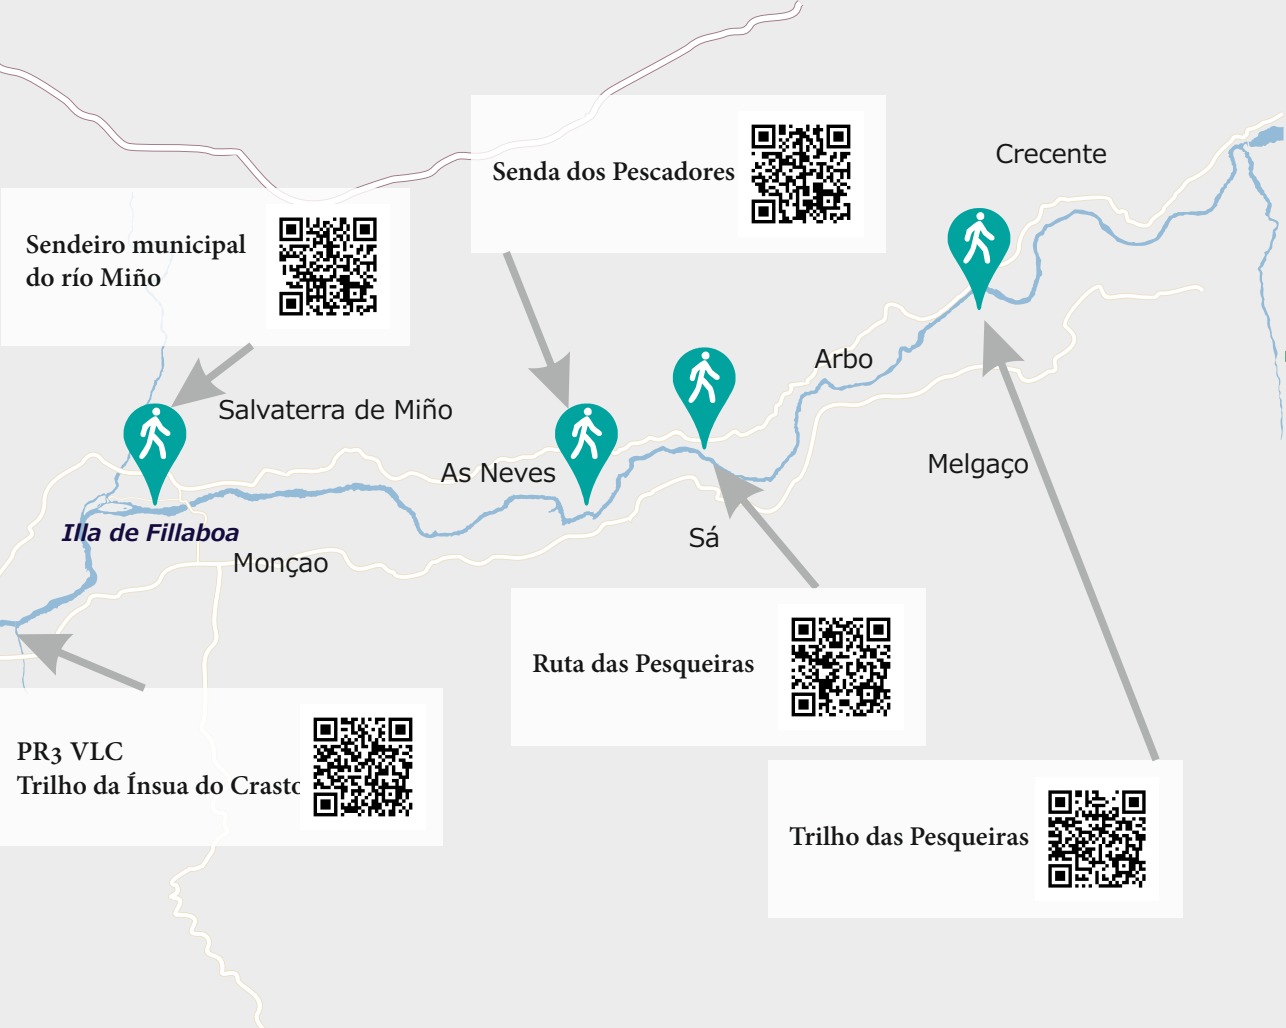 Crecente
Senda dos Pescadores
Sendeiro municipal
do río Miño
Arbo
Salvaterra de Miño
As Neves
Melgaço
Illa de Fillaboa
Sá
Monçao
Ruta das Pesqueiras
PR3 VLC
Trilho da Ínsua do Crasto
Trilho das Pesqueiras